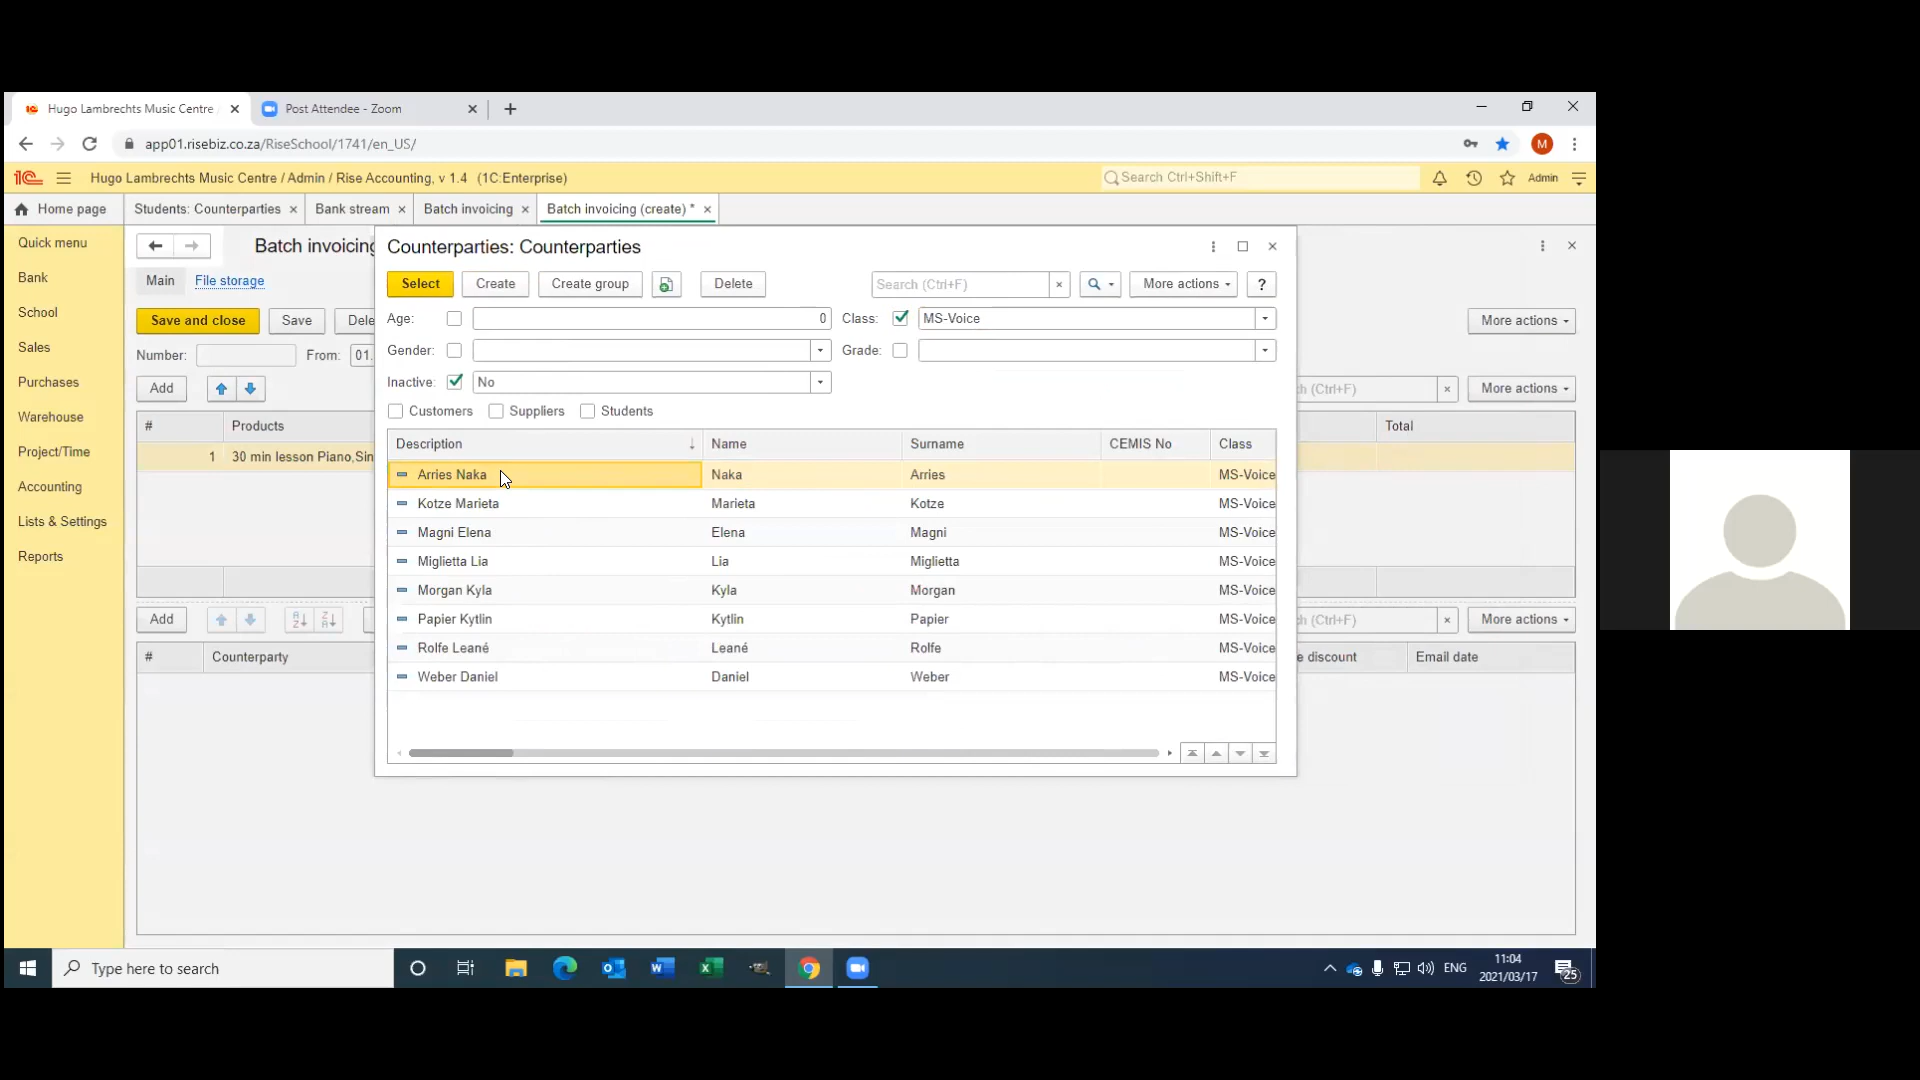 Hugo Lambrechts Music Centre
Post Attendee - Zoom
app01.risebiz.co.za/RiseSchool/1741/en_US/
M
Hugo Lambrechts Music Centre / Admin / Rise Accounting, v 1.4 (1C:Enterprise)
Search Ctrl+Shift+F
Admin
Home page
Students: Counterparties ×
Bank stream ×
Batch invoicing ×
Batch invoicing (create) * ×
Quick menu
Bank
School
Sales
Purchases
Warehouse
Project/Time
Accounting
Lists & Settings
Reports
Batch invoicing
Main
File storage
Save and close
Save
Dele
More actions
Number:
From:
01.
Add
(Ctrl+F)
More actions
#
Products
Total
1
30 min lesson Piano,Sin
Add
(Ctrl+F)
More actions
#
Counterparty
e discount
Email date
Counterparties: Counterparties
Select
Create
Create group
Delete
Search (Ctrl+F)
More actions
?
Age:
0
Class:
MS-Voice
Gender:
Grade:
Inactive:
No
Customers
Suppliers
Students
Description
Name
Surname
CEMIS No
Class
Arries Naka Naka Arries MS-Voice
Kotze Marieta Marieta Kotze MS-Voice
Magni Elena Elena Magni MS-Voice
Miglietta Lia Lia Miglietta MS-Voice
Morgan Kyla Kyla Morgan MS-Voice
Papier Kytlin Kytlin Papier MS-Voice
Rolfe Leané Leané Rolfe MS-Voice
Weber Daniel Daniel Weber MS-Voice
Type here to search
ENG
11:04
2021/03/17
25